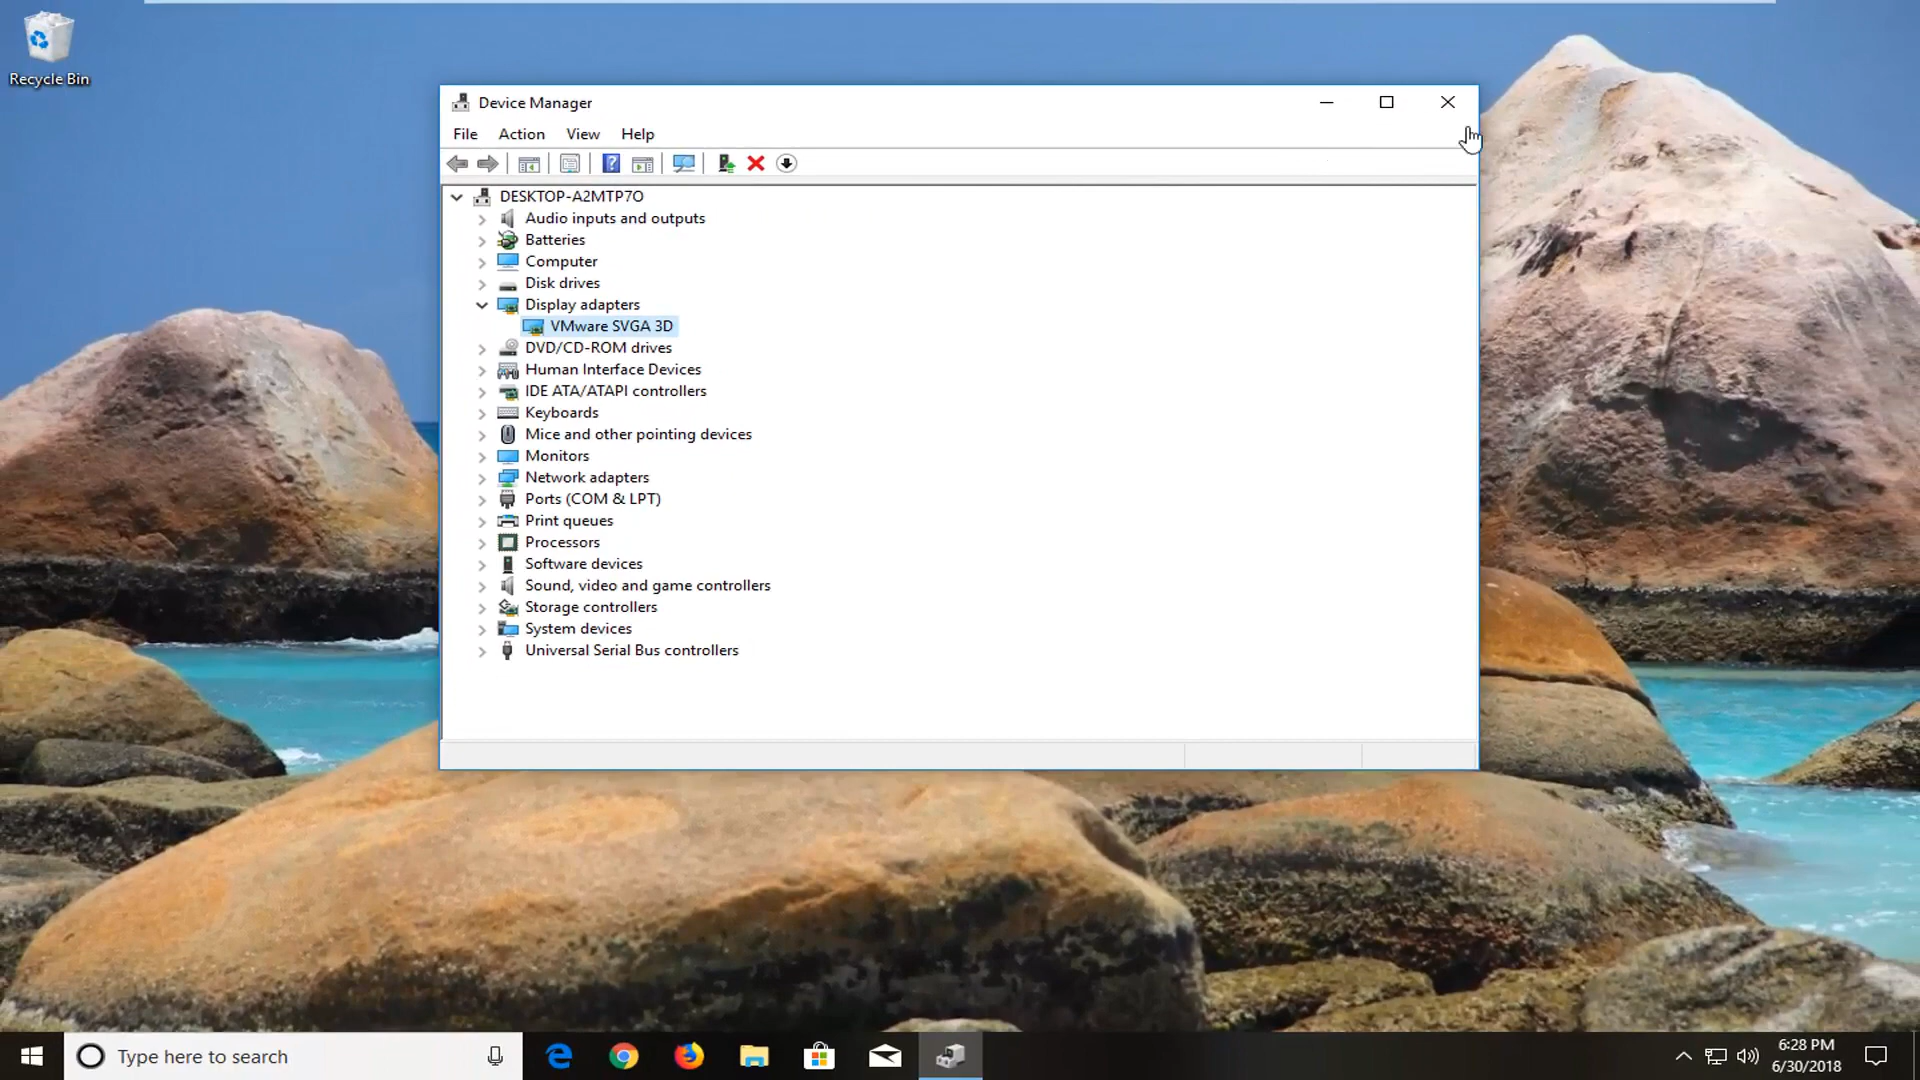 Recycle Bin
Device Manager
File Action View Help
DESKTOP-A2MTP7O
Audio inputs and outputs
Batteries
Computer
Disk drives
Display adapters
VMware SVGA 3D
DVD/CD-ROM drives
Human Interface Devices
IDE ATA/ATAPI controllers
Keyboards
Mice and other pointing devices
Monitors
Network adapters
Ports (COM & LPT)
Print queues
Processors
Software devices
Sound, video and game controllers
Storage controllers
System devices
Universal Serial Bus controllers
Type here to search
6:28 PM
6/30/2018